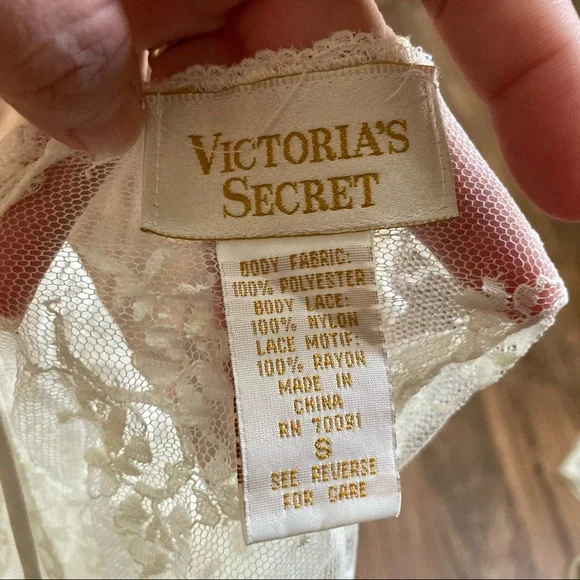 VICTORIA'S
SECRET
BODY FABRIC:
100% POLYESTER
BODY LACE:
100% NYLON
LACE MOTIF:
100% RAYON
MADE IN
CHINA
RN 70091
S
SEE REVERSE
FOR CARE